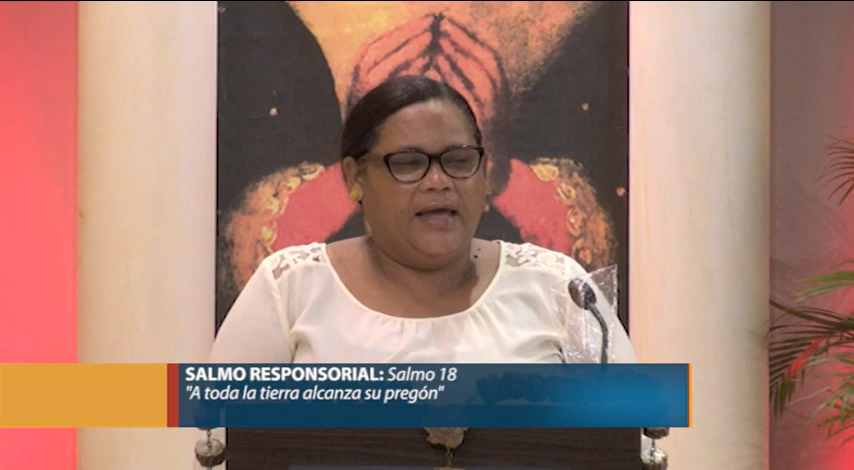 SALMO RESPONSORIAL: Salmo 18
"A toda la tierra alcanza su pregón"